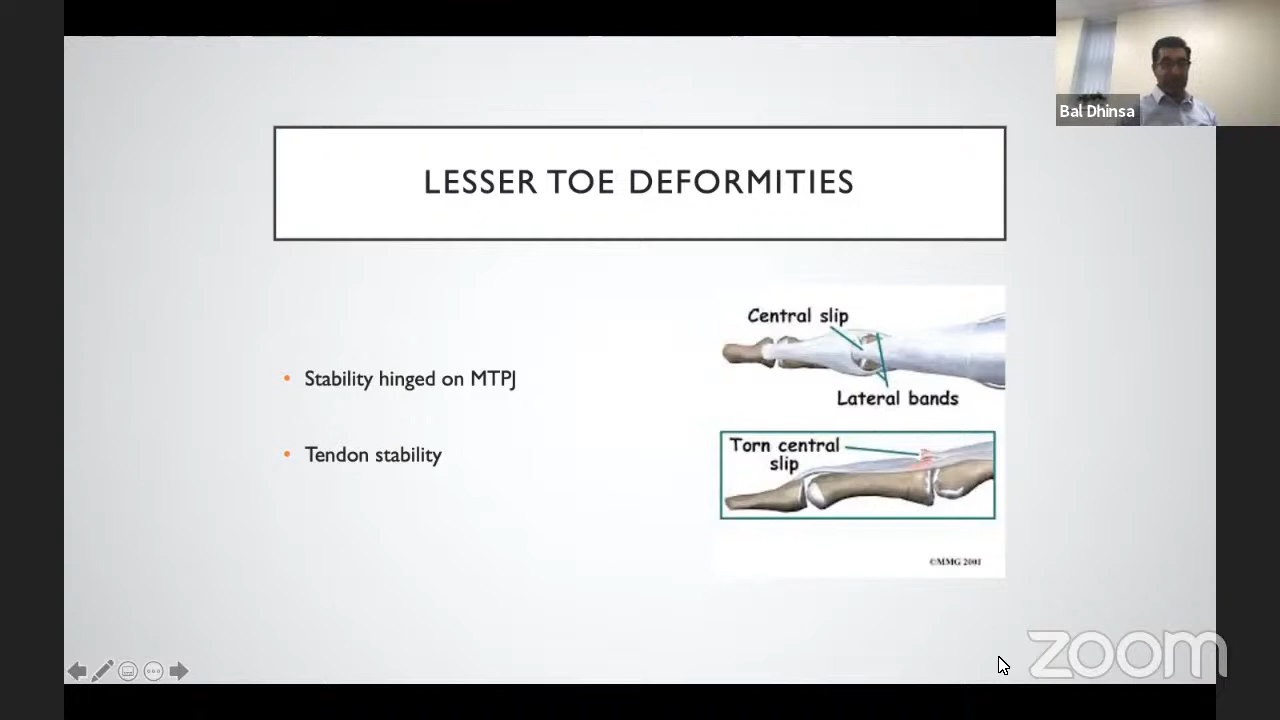 Bal Dhinsa
LESSER TOE DEFORMITIES
• Stability hinged on MTPJ
• Tendon stability
Central slip
Lateral bands
Torn central
slip
©MMG 2001
zoom